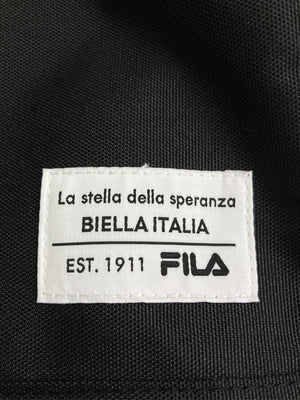 La stella della speranza
BIELLA ITALIA
EST. 1911 FILA